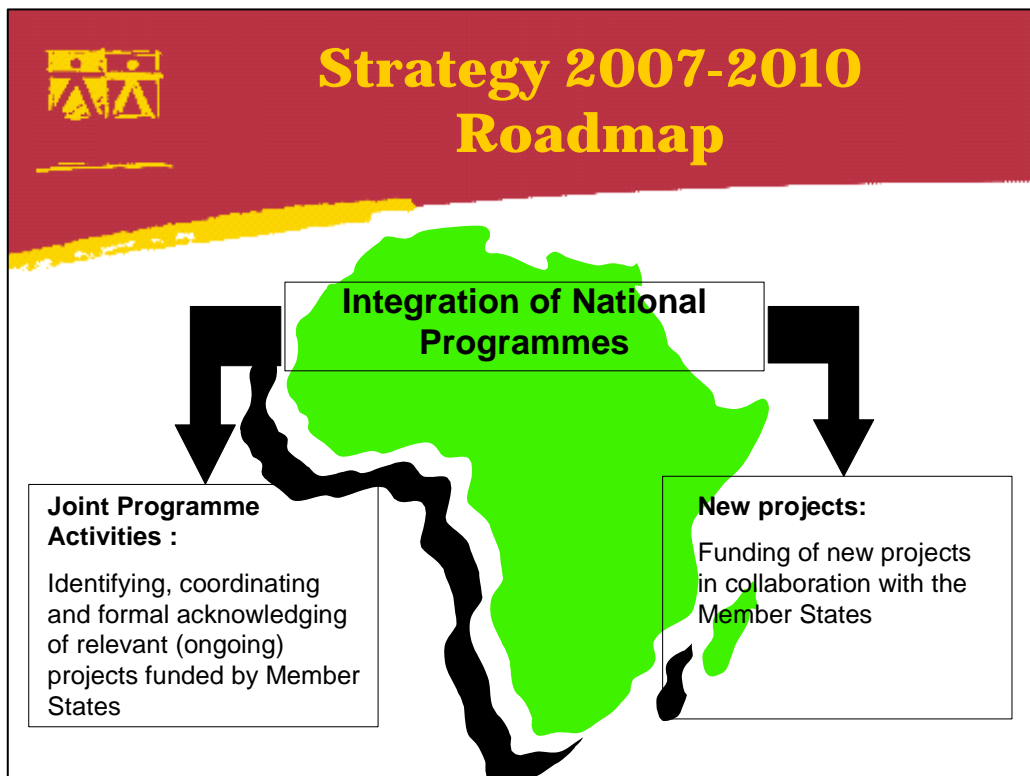 Strategy 2007-2010
Roadmap
Integration of National
Programmes
Joint Programme
Activities :
Identifying, coordinating
and formal acknowledging
of relevant (ongoing)
projects funded by Member
States
New projects:
Funding of new projects
in collaboration with the
Member States